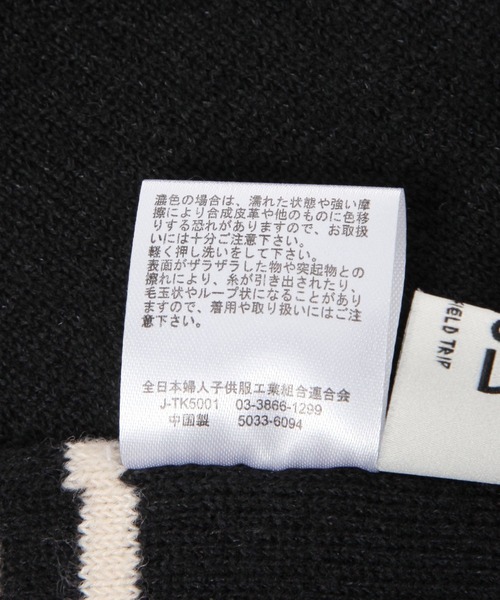 濃色の場合は、濡れた状態や強い摩
擦により合成皮革や他のものに色移
りする恐れがありますので、お取扱
いには十分ご注意下さい。
軽く押し洗いをして下さい。
表面がザラザラした物や突起物との
擦れにより、糸が引き出されたり、
毛玉状やループ状になることがあり
ますので、着用や取り扱いにはご注
意下さい。
全日本婦人子供服工業組合連合会
J-TK5001 03-3866-1299
中国製 5033-6094
IELD TRIP